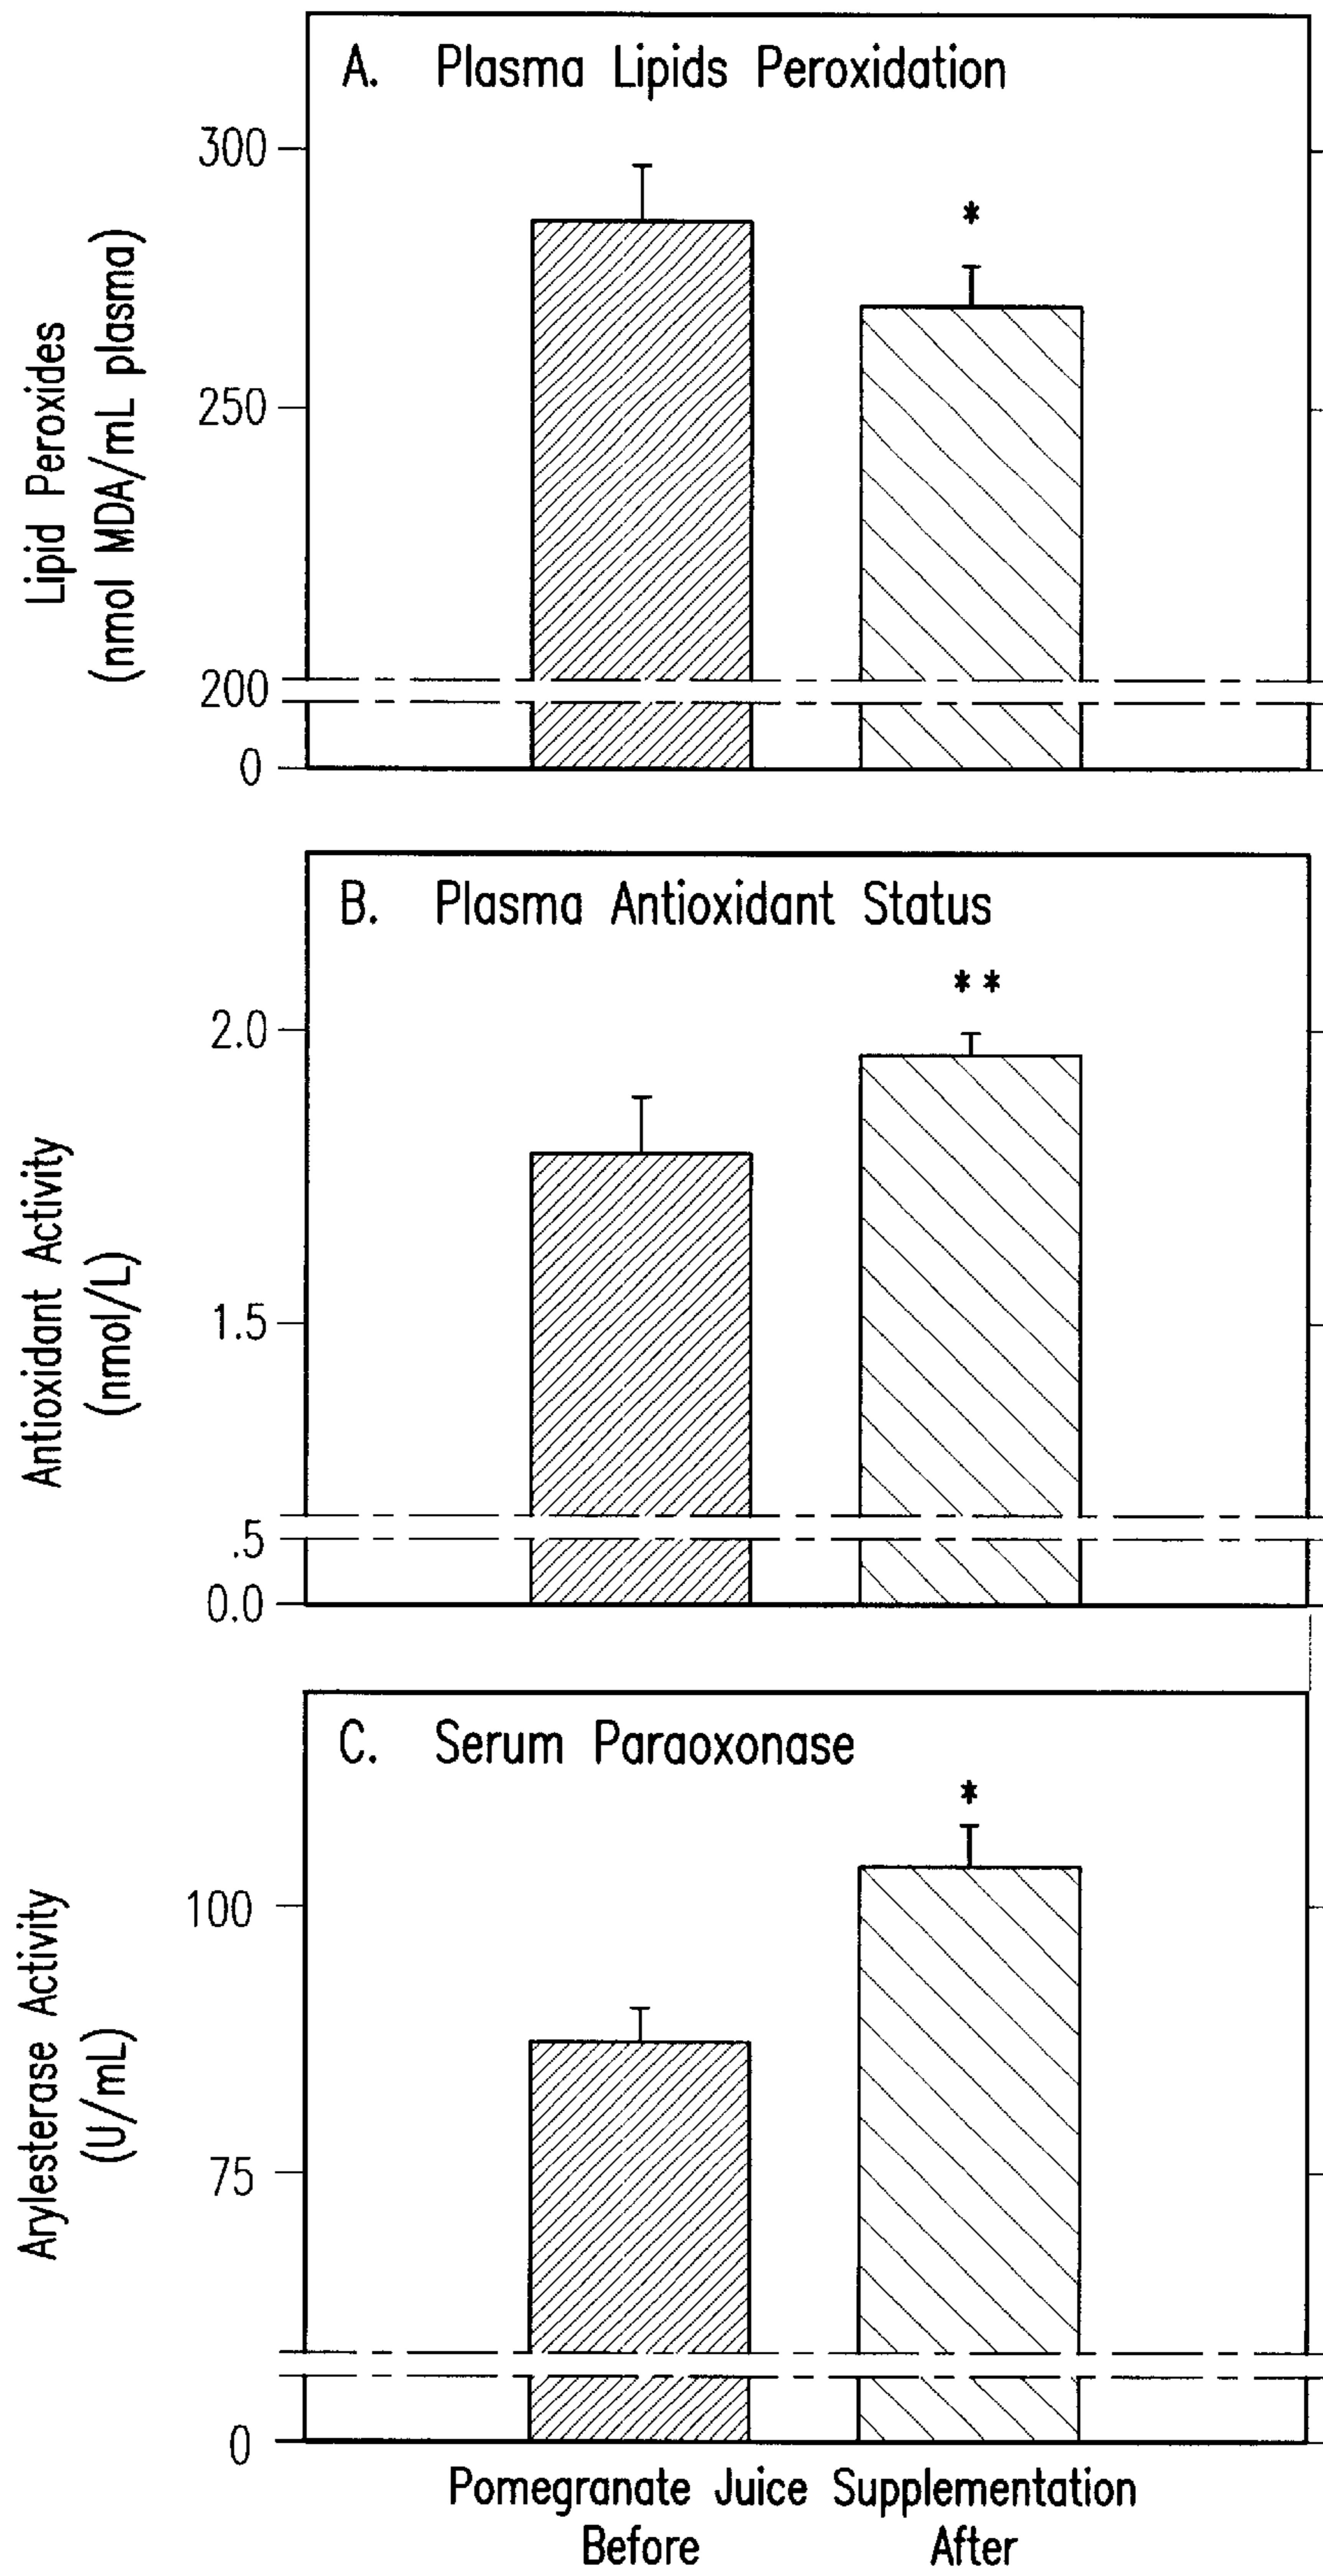 A. Plasma Lipids Peroxidation
300
*
250
200
0
Lipid Peroxides
(nmol MDA/mL plasma)
B. Plasma Antioxidant Status
**
2.0
1.5
.5
0.0
Antioxidant Activity
(nmol/L)
C. Serum Paraoxonase
*
100
75
0
Arylesterase Activity
(U/mL)
Pomegranate Juice Supplementation
Before After